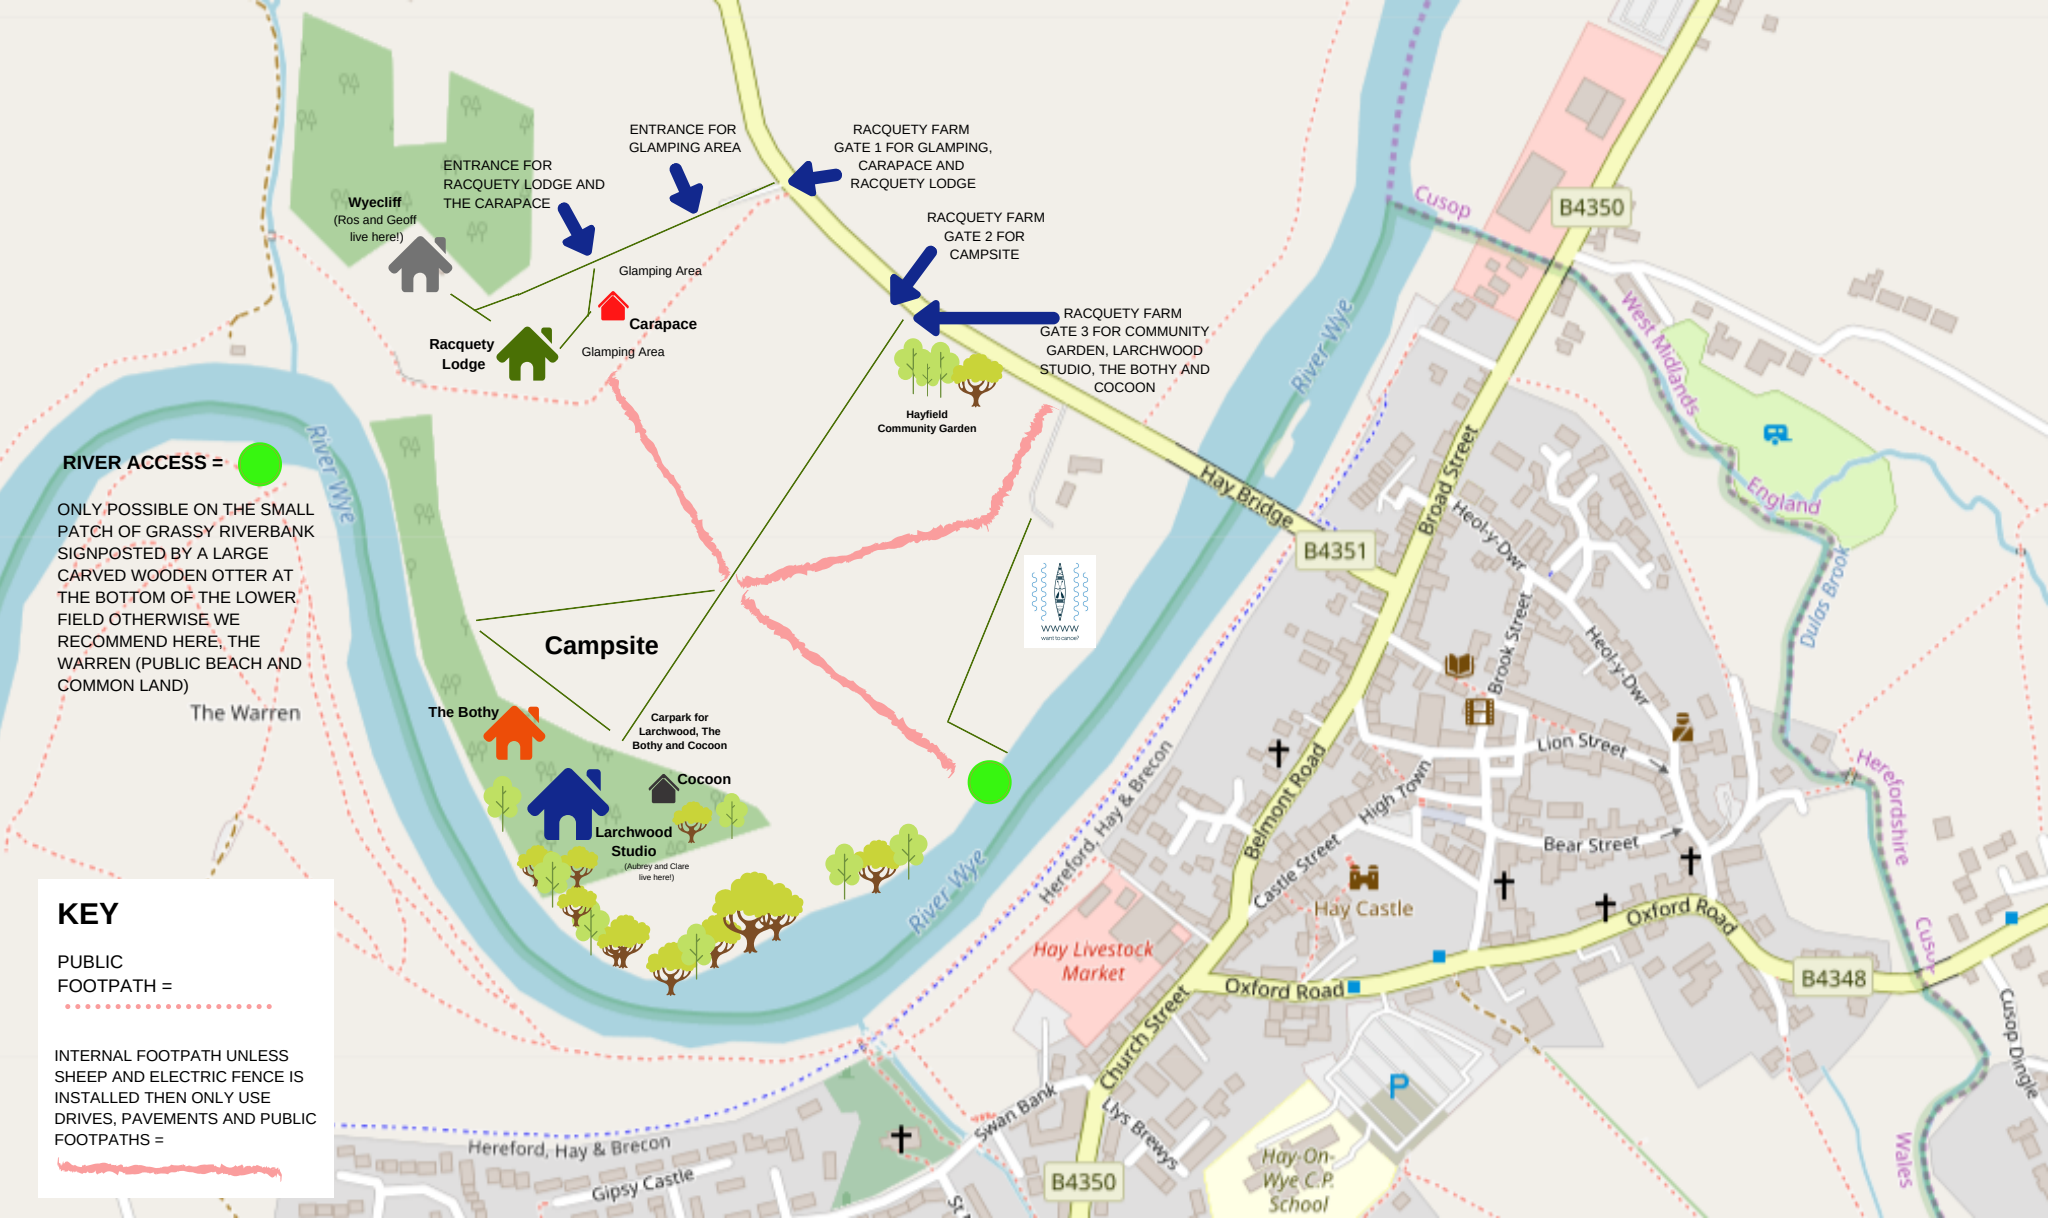 ENTRANCE FOR
GLAMPING AREA
RACQUETY FARM
GATE 1 FOR GLAMPING,
CARAPACE AND
RACQUETY LODGE
ENTRANCE FOR
RACQUETY LODGE AND
THE CARAPACE
Wyecliff
(Ros and Geoff
live here!)
RACQUETY FARM
GATE 2 FOR
CAMPSITE
Cusop
B4350
Glamping Area
Carapace
Racquety
Lodge
Glamping Area
RACQUETY FARM
GATE 3 FOR COMMUNITY
GARDEN, LARCHWOOD
STUDIO, THE BOTHY AND
COCOON
River Wye
West Midlands
Hayfield
Community Garden
RIVER ACCESS =
River Wye
ONLY POSSIBLE ON THE SMALL
PATCH OF GRASSY RIVERBANK
SIGNPOSTED BY A LARGE
CARVED WOODEN OTTER AT
THE BOTTOM OF THE LOWER
FIELD OTHERWISE WE
RECOMMEND HERE, THE
WARREN (PUBLIC BEACH AND
COMMON LAND)
The Warren
Hay Bridge
B4351
Broad Street
Heol-y-Dwr
England
Dulas Brook
Brook Street
Heol-y-Dwr
WWWW
want to canoe?
Campsite
The Bothy
Carpark for
Larchwood, The
Bothy and Cocoon
Cocoon
Larchwood
Studio
(Aubrey and Clare
live here!)
River Wye
Hereford, Hay & Brecon
Belmont Road
High Town
Lion Street
Bear Street
Castle Street
Hay Castle
Herefordshire
Cusop
Oxford Road
B4348
Hay Livestock
Market
Oxford Road
Church Street
Cusop Dingle
KEY
PUBLIC
FOOTPATH =
INTERNAL FOOTPATH UNLESS
SHEEP AND ELECTRIC FENCE IS
INSTALLED THEN ONLY USE
DRIVES, PAVEMENTS AND PUBLIC
FOOTPATHS =
Hereford, Hay & Brecon
Gipsy Castle
Swan Bank
Llys Brewys
P
B4350
Hay-On-
Wye C.P.
School
Wales